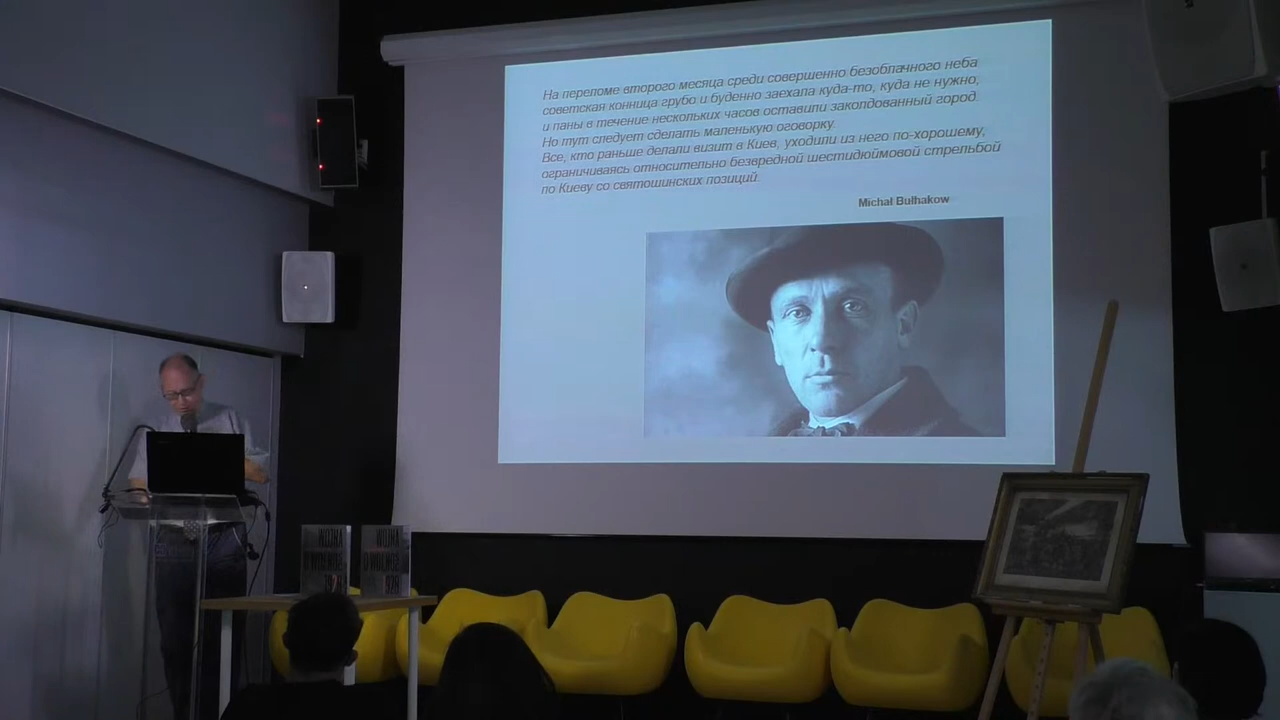 На переломе второго месяца среди совершенно безоблачного неба
советская конница грубо и буденно заехала куда-то, куда не нужно,
и паны в течение нескольких часов оставили заколдованный город.
Но тут следует сделать маленькую оговорку.
Все, кто раньше делали визит в Киев, уходили из него по-хорошему,
ограничиваясь относительно безвредной шестидюймовой стрельбой
по Киеву со святошинских позиций.
Michał Bułhakow